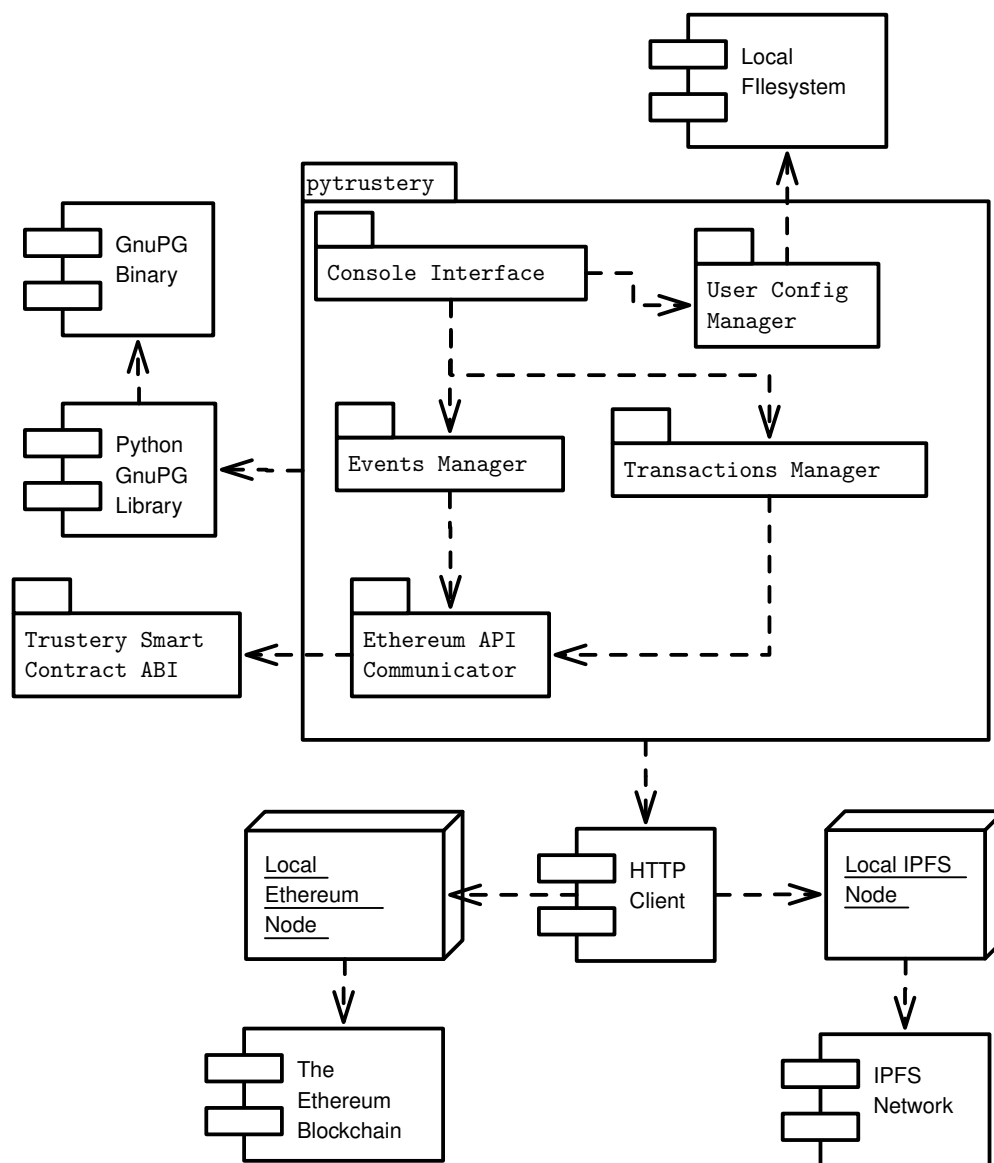 Local
FIlesystem
pytrustery
GnuPG
Binary
Console Interface
User Config
Manager
Python
GnuPG
Library
Events Manager
Transactions Manager
Trustery Smart
Contract ABI
Ethereum API
Communicator
Local
Ethereum
Node
HTTP
Client
Local IPFS
Node
The
Ethereum
Blockchain
IPFS
Network